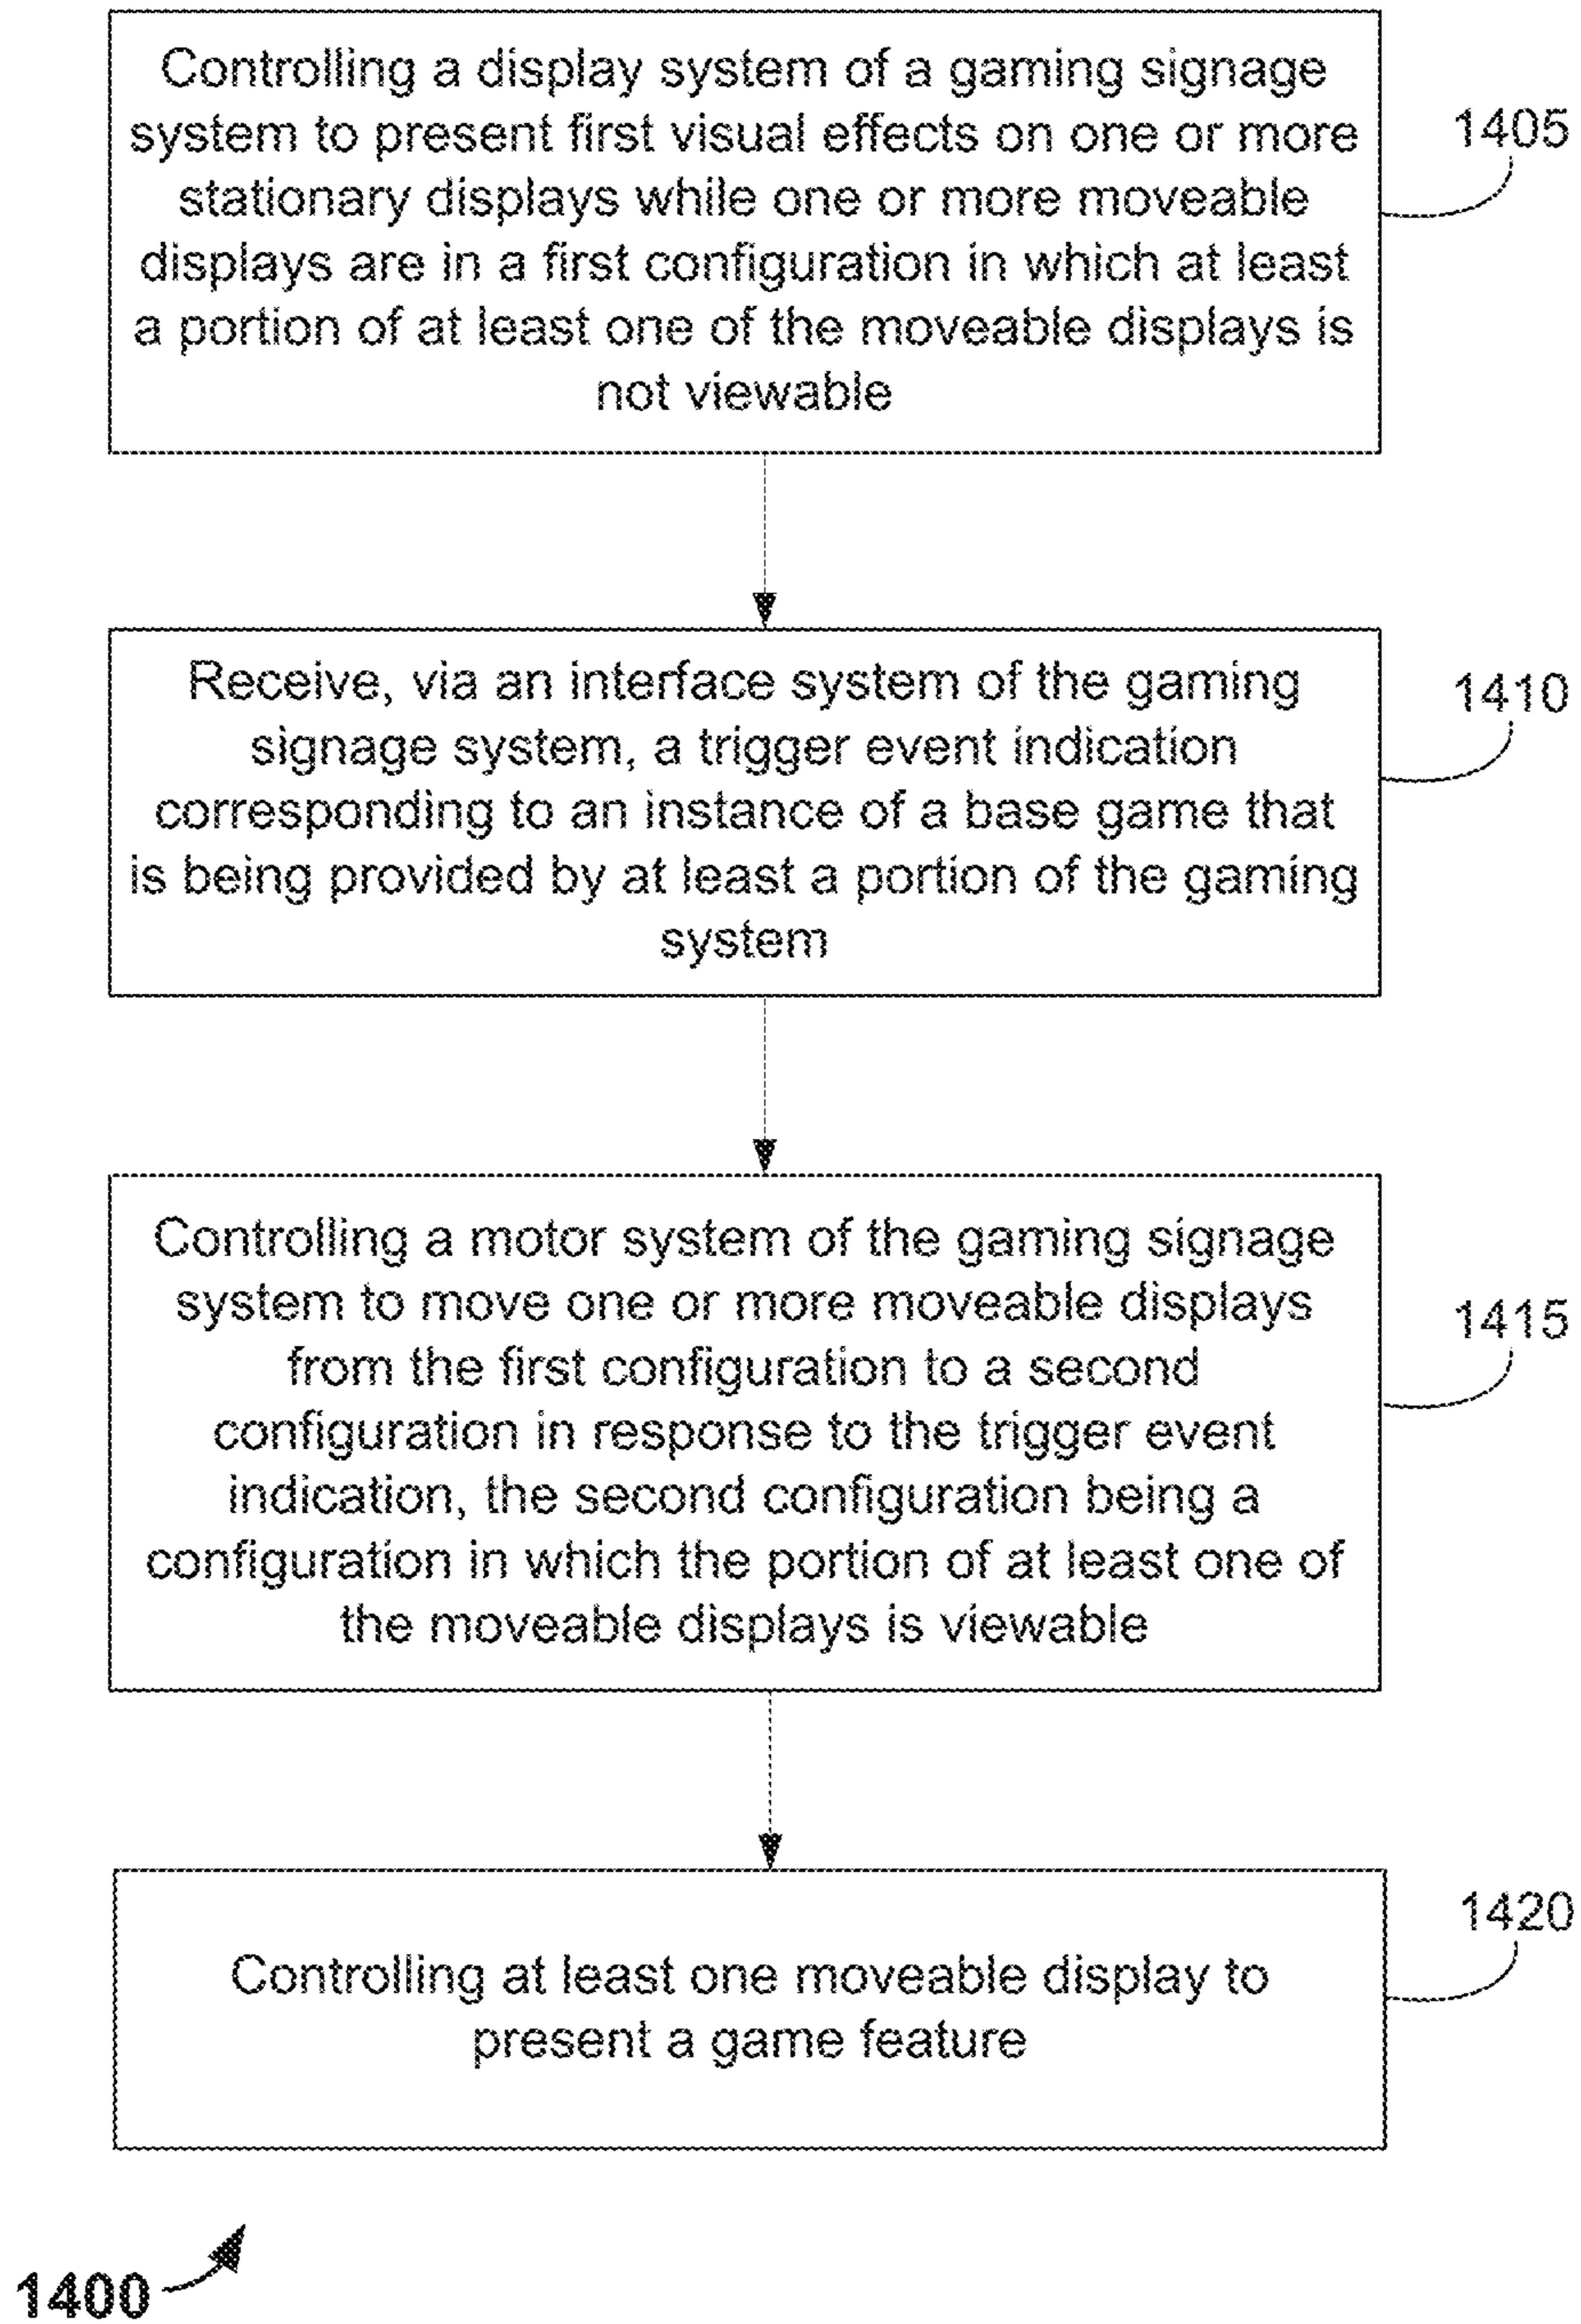 Controlling a display system of a gaming signage
system to present first visual effects on one or more
stationary displays while one or more moveable
displays are in a first configuration in which at least
a portion of at least one of the moveable displays is
not viewable
1405
Receive, via an interface system of the gaming
signage system, a trigger event indication
corresponding to an instance of a base game that
is being provided by at least a portion of the gaming
system
1410
Controlling a motor system of the gaming signage
system to move one or more moveable displays
from the first configuration to a second
configuration in response to the trigger event
indication, the second configuration being a
configuration in which the portion of at least one of
the moveable displays is viewable
1415
Controlling at least one moveable display to
present a game feature
1420
1400